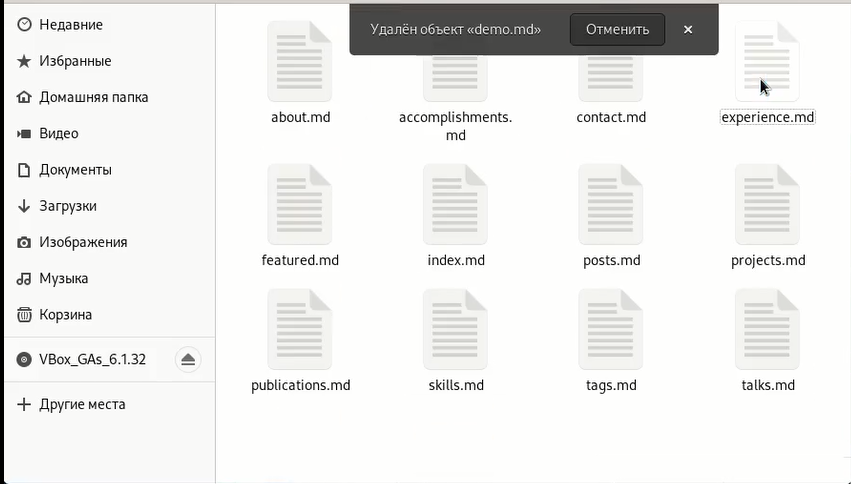 Недавние
Избранные
Домашняя папка
Видео
Документы
Загрузки
Изображения
Музыка
Корзина
VBox_GAs_6.1.32
Другие места
Удалён объект «demo.md»
Отменить
about.md
accomplishments.
md
contact.md
experience.md
featured.md
index.md
posts.md
projects.md
publications.md
skills.md
tags.md
talks.md